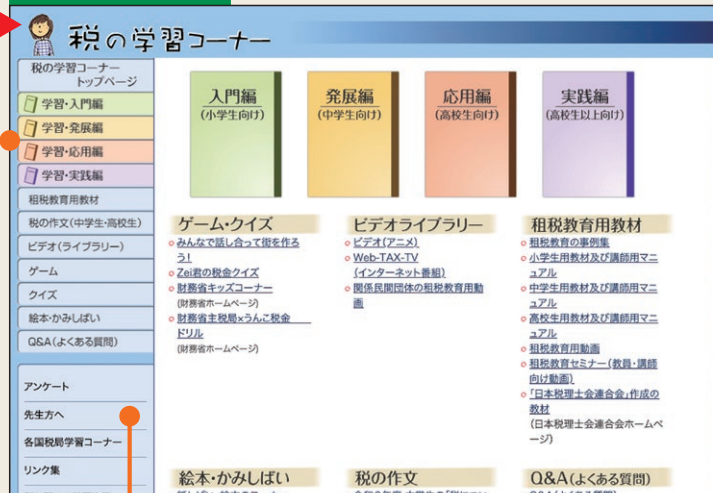 税の学習コーナー
税の学習コーナー
トップページ
学習・入門編
学習・発展編
学習・応用編
学習・実践編
租税教育用教材
税の作文(中学生・高校生)
ビデオ(ライブラリー)
ゲーム
クイズ
絵本・かみしばい
Q&A(よくある質問)
アンケート
先生方へ
各国税局学習コーナー
リンク集
入門編
(小学生向け)
発展編
(中学生向け)
応用編
(高校生向け)
実践編
(高校生以上向け)
ゲーム・クイズ
みんなで話し合って街を作ろ
う!
Zei君の税金クイズ
財務省キッズコーナー
(財務省ホームページ)
財務省主税局×うんこ税金
ドリル
(財務省ホームページ)
ビデオライブラリー
ビデオ(アニメ)
Web-TAX-TV
(インターネット番組)
関係民間団体の租税教育用動
画
租税教育用教材
租税教育の事例集
小学生用教材及び講師用マニ
ュアル
中学生用教材及び講師用マニ
ュアル
高校生用教材及び講師用マニ
ュアル
租税教育用動画
租税教育セミナー(教員・講師
向け動画)
「日本税理士会連合会」作成の
教材
(日本税理士会連合会ホームペ
ージ)
絵本・かみしばい
税の作文
Q&A(よくある質問)